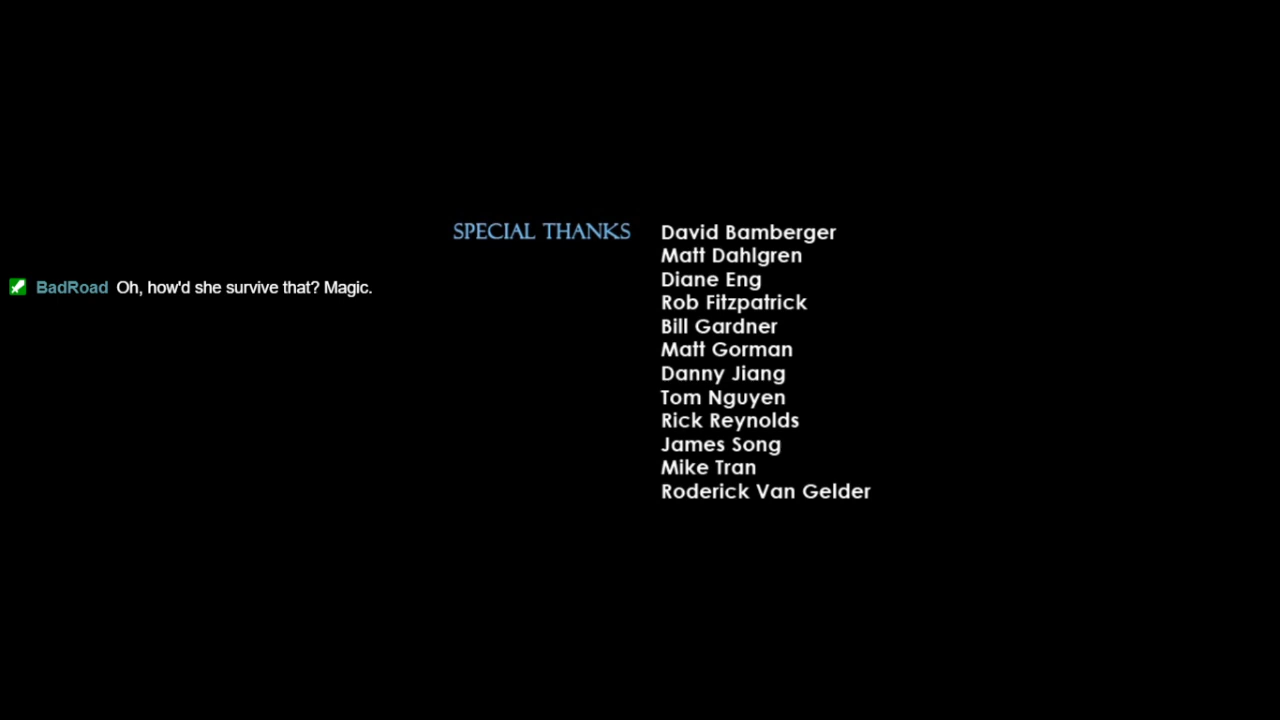 SPECIAL THANKS David Bamberger
Matt Dahlgren
Diane Eng
BadRoad Oh, how'd she survive that? Magic.
Rob Fitzpatrick
Bill Gardner
Matt Gorman
Danny Jiang
Tom Nguyen
Rick Reynolds
James Song
Mike Tran
Roderick Van Gelder